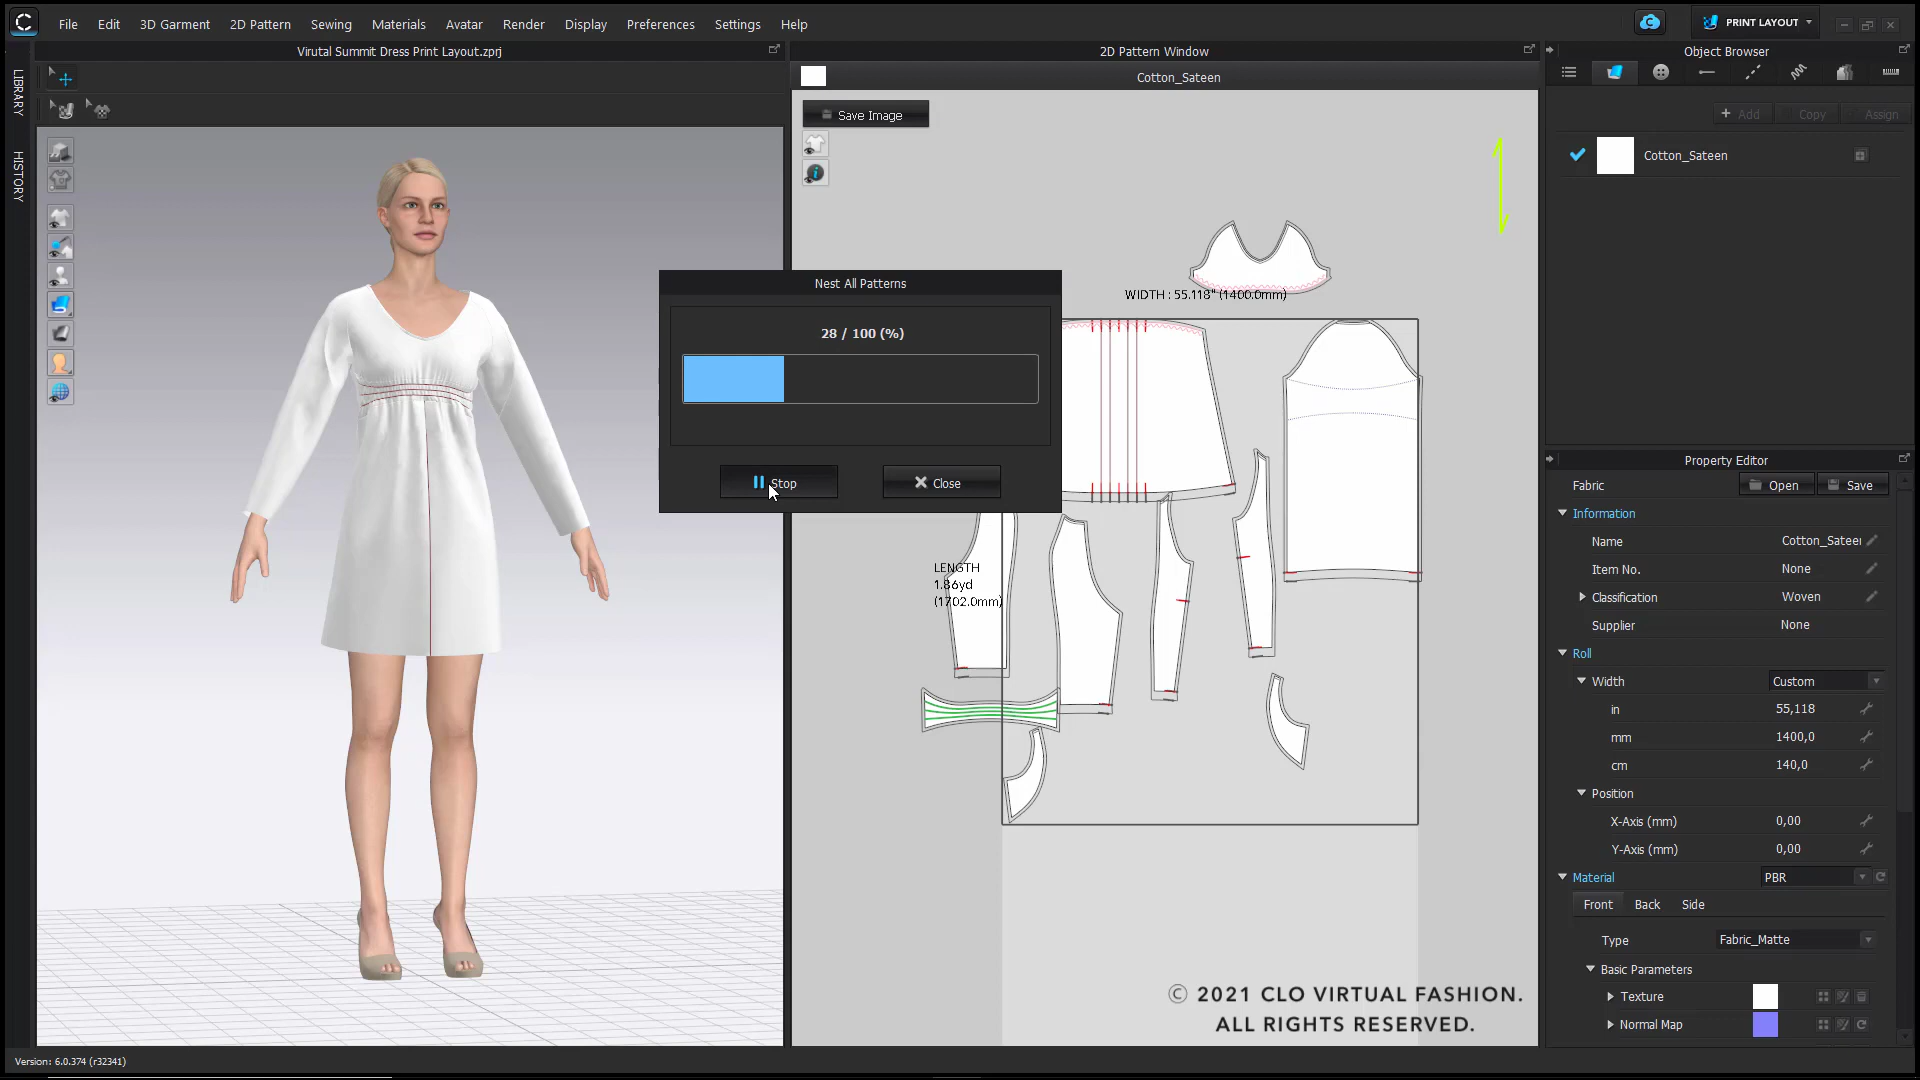 File Edit 3D Garment 2D Pattern Sewing Materials Avatar Render Display Preferences Settings Help
PRINT LAYOUT
Virutal Summit Dress Print Layout.zprj
2D Pattern Window
Object Browser
LIBRARY
HISTORY
Cotton_Sateen
Save Image
+ Add Copy Assign
Cotton_Sateen
WIDTH : 55.118" (1400.0mm)
Nest All Patterns
28 / 100 (%)
Stop
Close
LENGTH
1.86yd
(1702.0mm)
Property Editor
Fabric Open Save
Information
Name Cotton_Sateen
Item No. None
Classification Woven
Supplier None
Roll
Width Custom
in 55,118
mm 1400,0
cm 140,0
Position
X-Axis (mm) 0,00
Y-Axis (mm) 0,00
Material PBR
Front Back Side
Type Fabric_Matte
Basic Parameters
Texture
Normal Map
© 2021 CLO VIRTUAL FASHION.
ALL RIGHTS RESERVED.
Version: 6.0.374 (r32341)